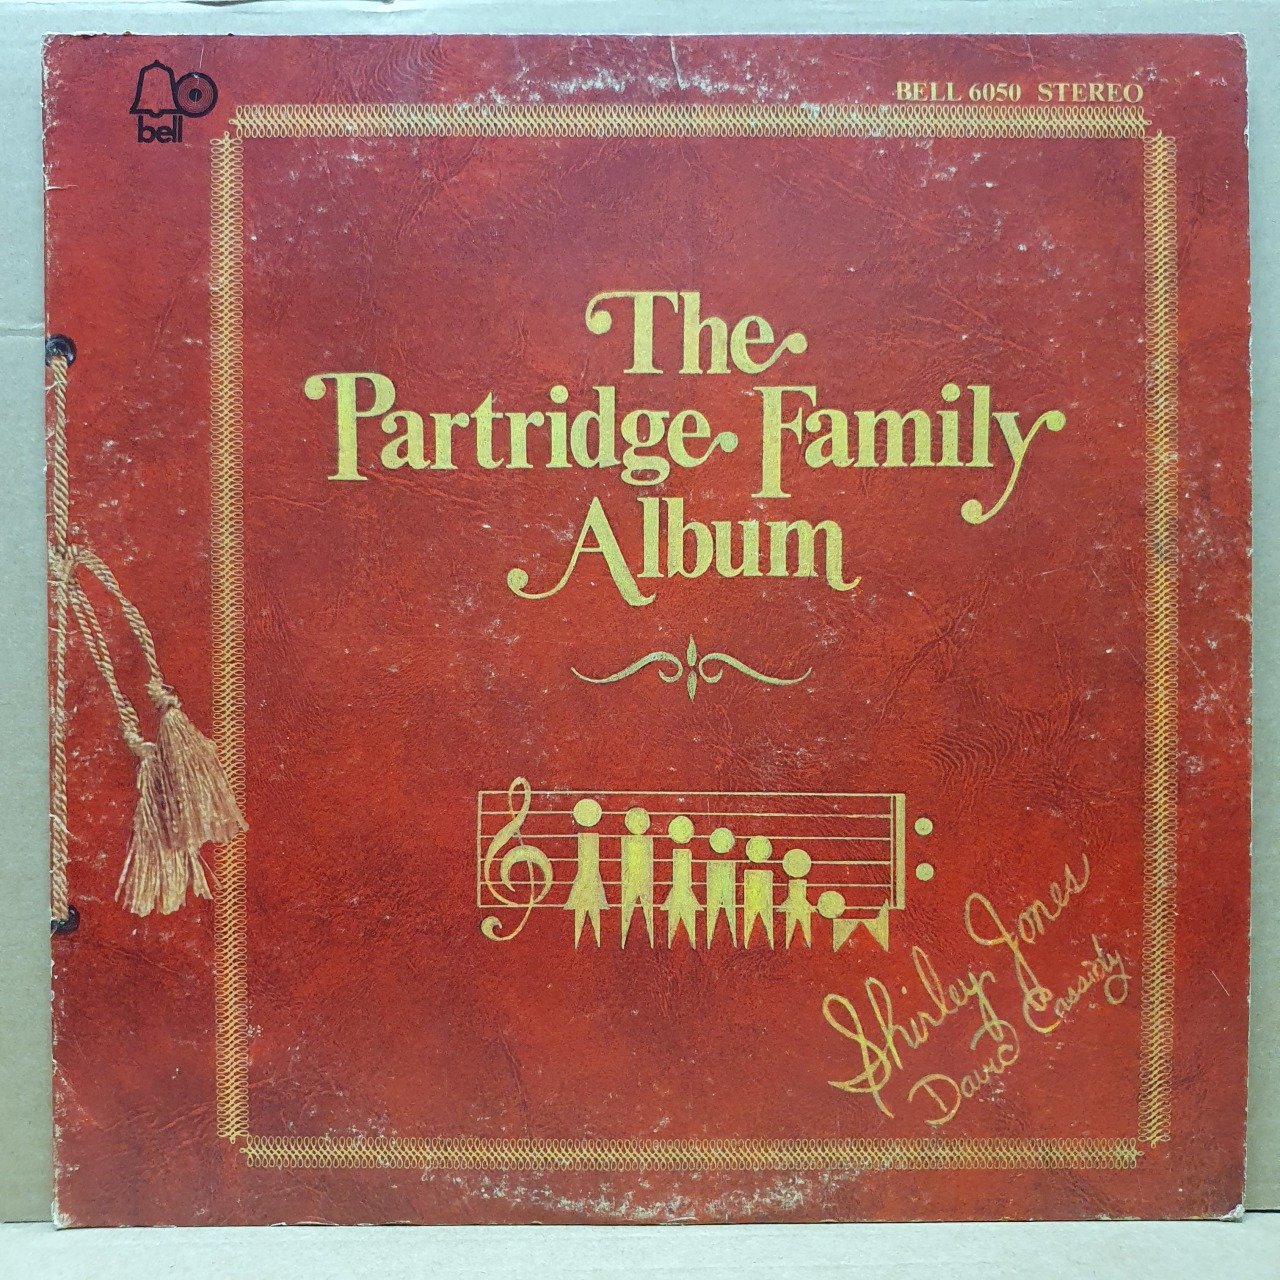 bell
BELL 6050 STEREO
The
Partridge Family
Album
Shirley Jones
David Cassidy